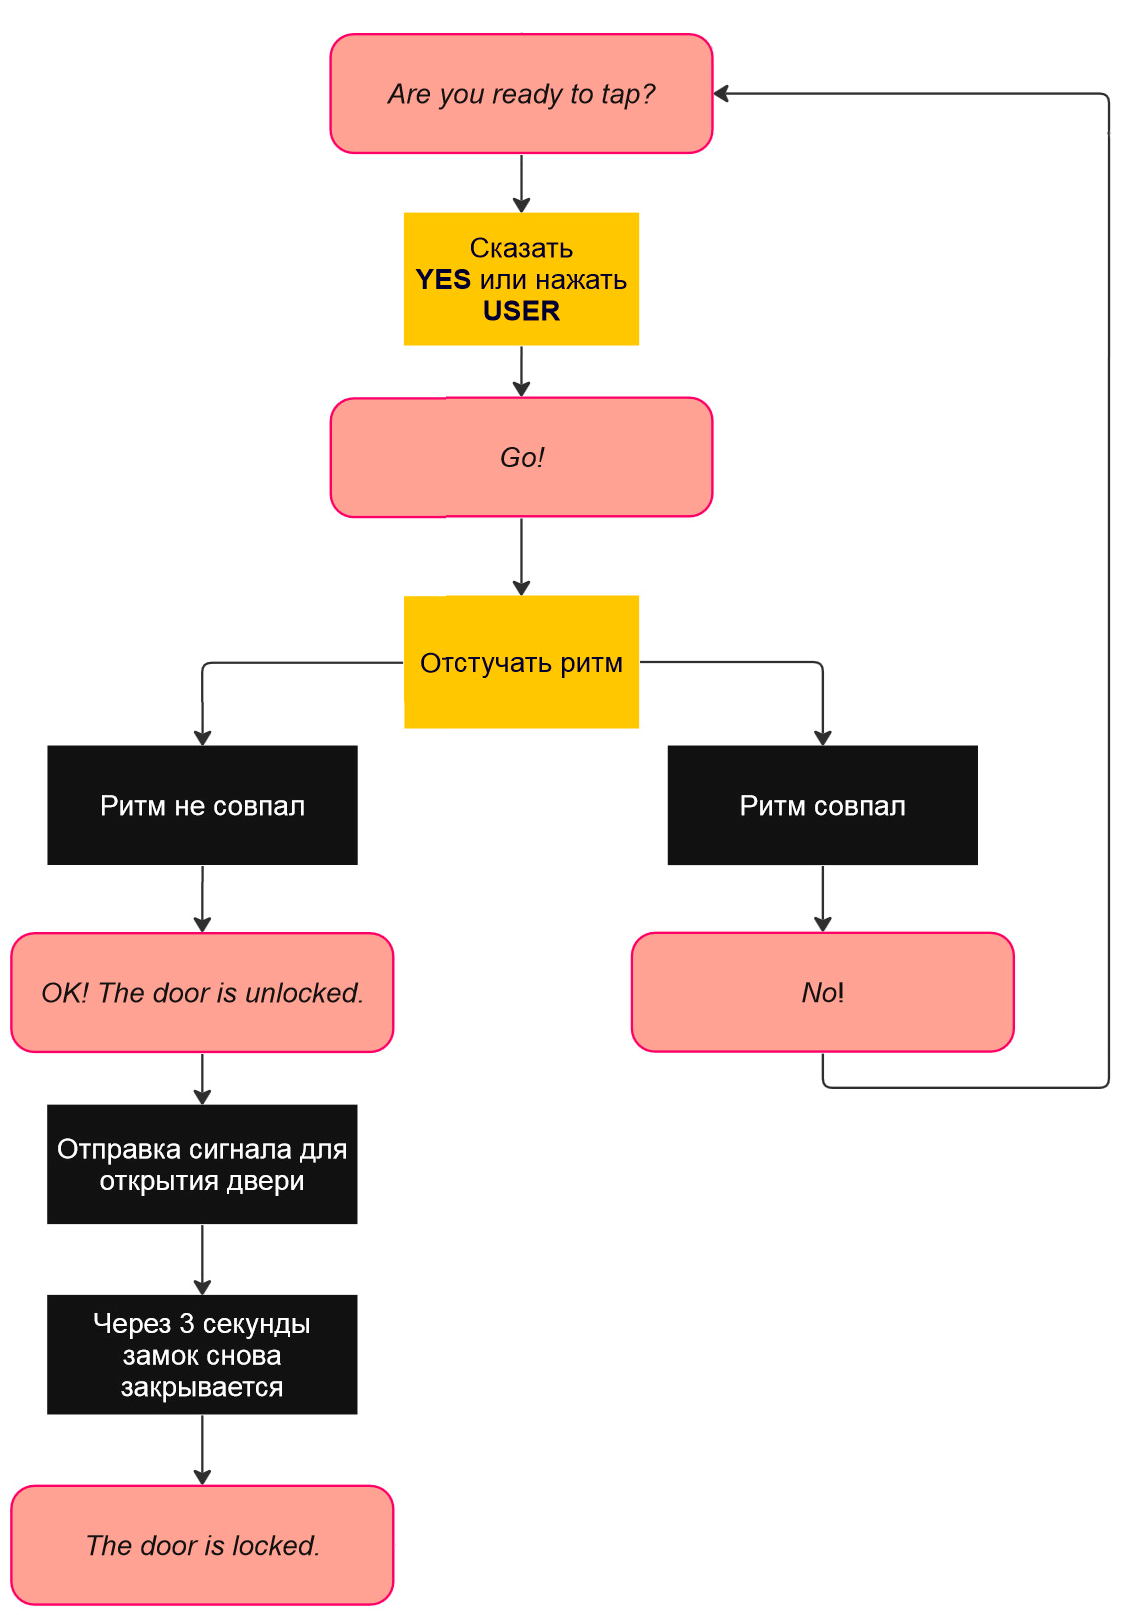 Are you ready to tap?
Сказать
YES или нажать
USER
Go!
Отстучать ритм
Ритм не совпал
Ритм совпал
OK! The door is unlocked.
No!
Отправка сигнала для
открытия двери
Через 3 секунды
замок снова
закрывается
The door is locked.